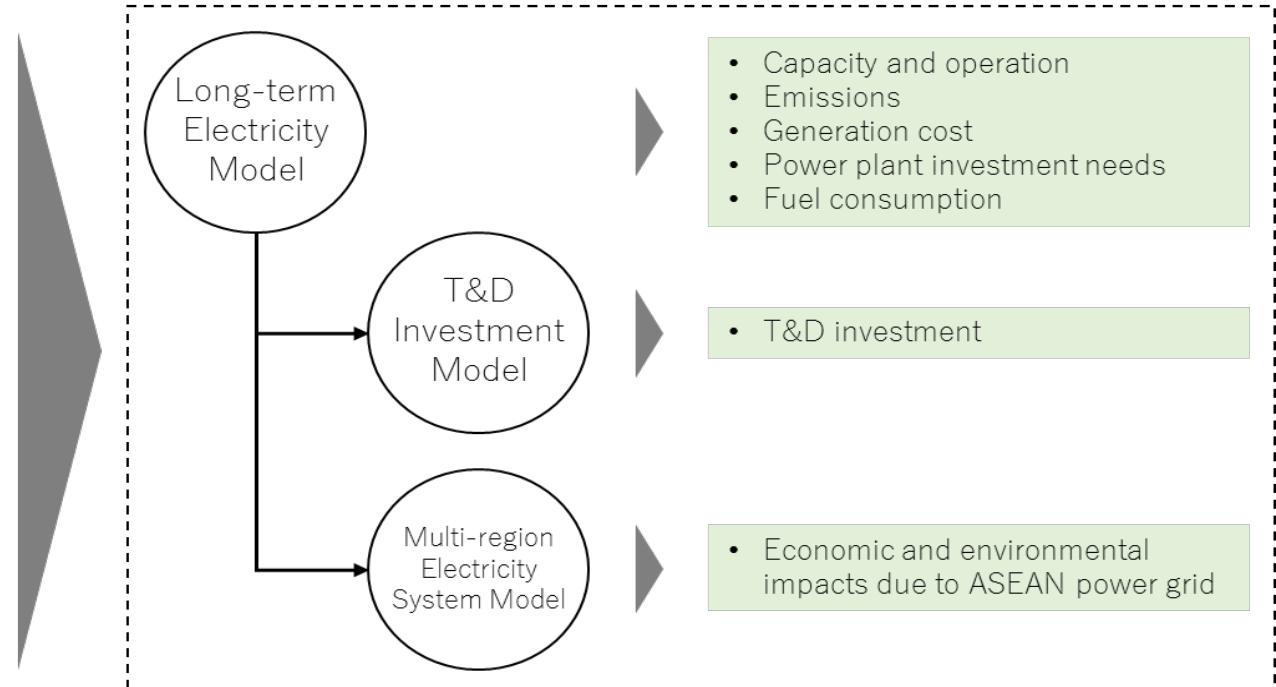 Long-term
Electricity
Model
• Capacity and operation
• Emissions
• Generation cost
• Power plant investment needs
• Fuel consumption
T&D
Investment
Model
• T&D investment
Multi-region
Electricity
System Model
• Economic and environmental
impacts due to ASEAN power grid